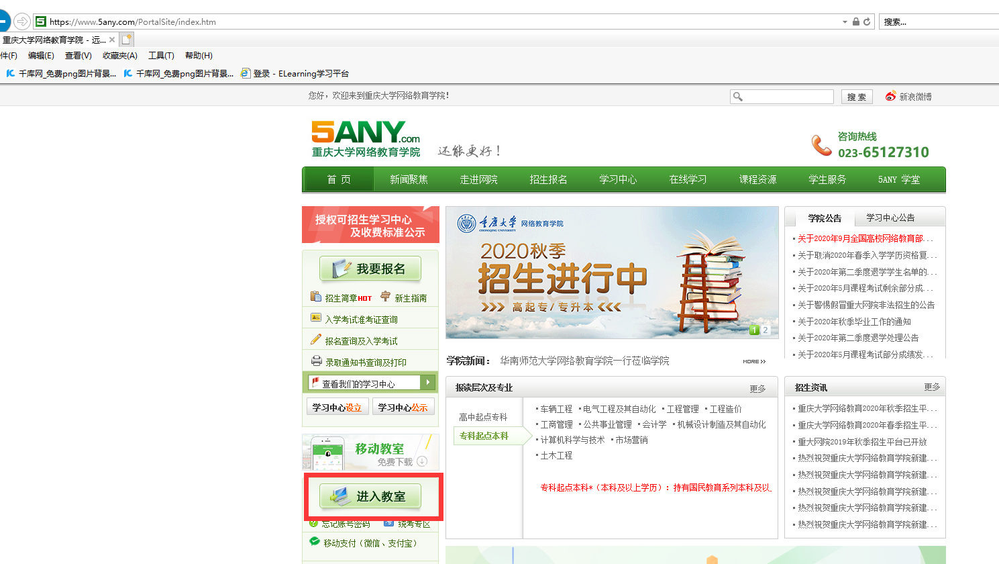 https://www.5any.com/PortalSite/index.htm
搜索...
重庆大学网络教育学院 - 远...
件(F) 编辑(E) 查看(V) 收藏夹(A) 工具(T) 帮助(H)
千库网_免费png图片背景... 千库网_免费png图片背景... 登录 - ELearning学习平台
您好，欢迎来到重庆大学网络教育学院！
搜 索 新浪微博
5ANY.com
重庆大学网络教育学院 还能更好！
咨询热线
023-65127310
首 页 新闻聚焦 走进网院 招生报名 学习中心 在线学习 课程资源 学生服务 5ANY 学堂
授权可招生学习中心
及收费标准公示
我要报名
招生简章HOT 新生指南
入学考试准考证查询
报名查询及入学考试
录取通知书查询及打印
查看我们的学习中心
学习中心设立 学习中心公示
移动教室
免费下载
进入教室
忘记账号密码 统考专区
移动支付（微信、支付宝）
重庆大学 网络教育学院
CHONGQING UNIVERSITY
2020秋季
招生进行中
高起专/专升本
1 2
学院新闻： 华南师范大学网络教育学院一行莅临学院
MORE
报读层次及专业 更多
高中起点专科
专科起点本科
车辆工程 电气工程及其自动化 工程管理 工程造价
工商管理 公共事业管理 会计学 机械设计制造及其自动化
计算机科学与技术 市场营销
土木工程
专科起点本科*（本科及以上学历）：持有国民教育系列本科及以
学院公告 学习中心公告
关于2020年9月全国高校网络教育部...
关于取消2020年春季入学学历资格复...
关于2020年第二季度退学学生名单的...
关于2020年5月课程考试剩余部分成...
关于警惕假冒重大网院非法招生的公告
关于2020年秋季毕业工作的通知
关于2020年第二季度退学处理公告
关于2020年5月课程考试部分成绩发...
招生资讯 更多
重庆大学网络教育2020年秋季招生平...
重庆大学网络教育2020年春季招生平...
重大网院2019年秋季招生平台已开放
热烈祝贺重庆大学网络教育学院新建...
热烈祝贺重庆大学网络教育学院新建...
热烈祝贺重庆大学网络教育学院新建...
热烈祝贺重庆大学网络教育学院新建...
热烈祝贺重庆大学网络教育学院新建...